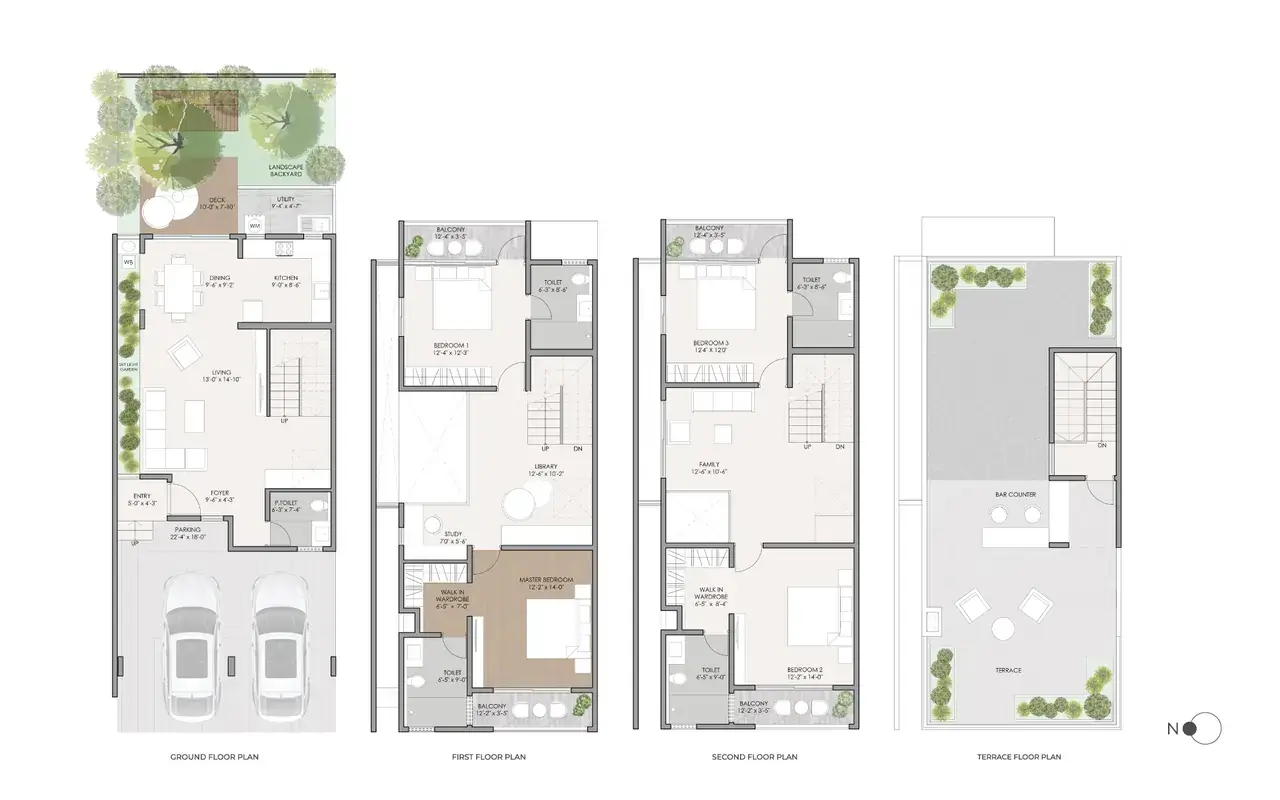 LANDSCAPE
BACKYARD
DECK
10'-0" x 7'-10"
UTILITY
9'-4" x 4'-7"
WM
WB
DINING
9'-6" x 9'-2"
KITCHEN
9'-0" x 8'-6"
SKY LIGHT
GARDEN
LIVING
13'-0" x 14'-10"
UP
FOYER
9'-6" x 4'-3"
ENTRY
5'-0" x 4'-3"
P.TOILET
6'-3" x 7'-4"
UP
PARKING
22'-4" x 18'-0"
GROUND FLOOR PLAN
BALCONY
12'-4" x 3'-5"
TOILET
6'-3" x 8'-6"
BEDROOM 1
12'-4" x 12'-3"
UP
DN
LIBRARY
12'-6" x 10'-2"
STUDY
7'0" x 5'-6"
MASTER BEDROOM
12'-2" x 14'-0"
WALK IN
WARDROBE
6'-5" x 7'-0"
TOILET
6'-5" x 9'-0"
BALCONY
12'-2" x 3'-5"
FIRST FLOOR PLAN
BALCONY
12'-4" x 3'-5"
TOILET
6'-3" x 8'-6"
BEDROOM 3
12'4" x 12'0"
UP
DN
FAMILY
12'-6" x 10'-6"
WALK IN
WARDROBE
6'-5" x 8'-4"
BEDROOM 2
12'-2" x 14'-0"
TOILET
6'-5" x 9'-0"
BALCONY
12'-2" x 3'-5"
SECOND FLOOR PLAN
DN
BAR COUNTER
TERRACE
TERRACE FLOOR PLAN
N